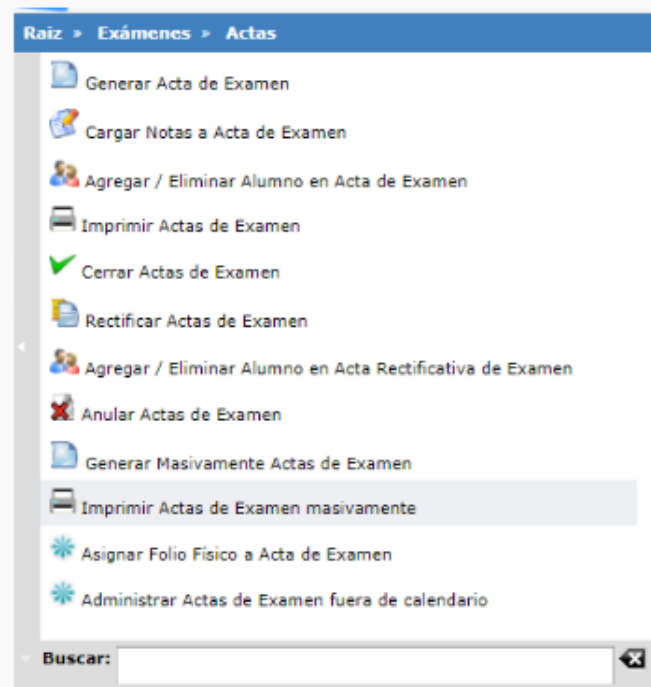 Raiz » Exámenes » Actas
Generar Acta de Examen
Cargar Notas a Acta de Examen
Agregar / Eliminar Alumno en Acta de Examen
Imprimir Actas de Examen
Cerrar Actas de Examen
Rectificar Actas de Examen
Agregar / Eliminar Alumno en Acta Rectificativa de Examen
Anular Actas de Examen
Generar Masivamente Actas de Examen
Imprimir Actas de Examen masivamente
Asignar Folio Físico a Acta de Examen
Administrar Actas de Examen fuera de calendario
Buscar: